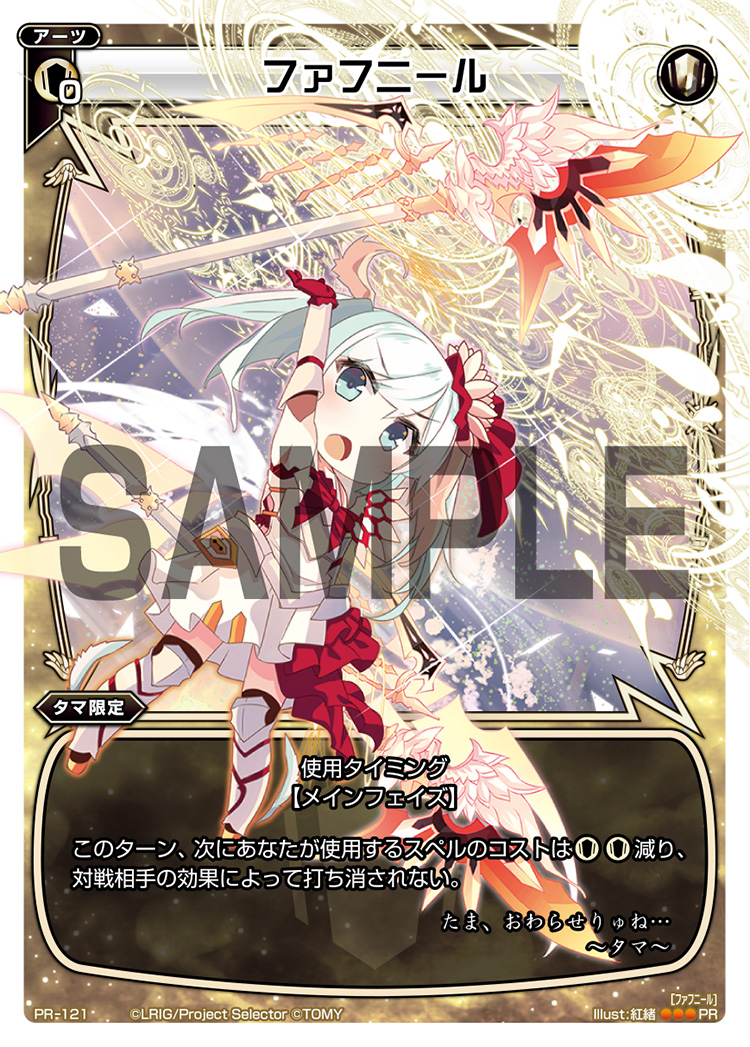 アーツ
ファフニール
0
SAMPLE
タマ限定
使用タイミング
【メインフェイズ】
このターン、次にあなたが使用するスペルのコストは減り、
対戦相手の効果によって打ち消されない。
たま、おわらせりゅね…
～タマ～
[ファフニール]
PR-121 ©LRIG/Project Selector ©TOMY Illust:紅緒 PR